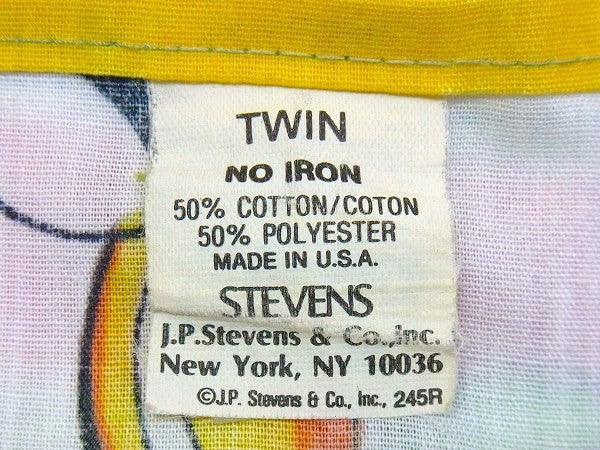 TWIN
NO IRON
50% COTTON/COTON
50% POLYESTER
MADE IN U.S.A.
STEVENS
J.P.Stevens & Co.,Inc.
New York, NY 10036
©J.P. Stevens & Co., Inc., 245R